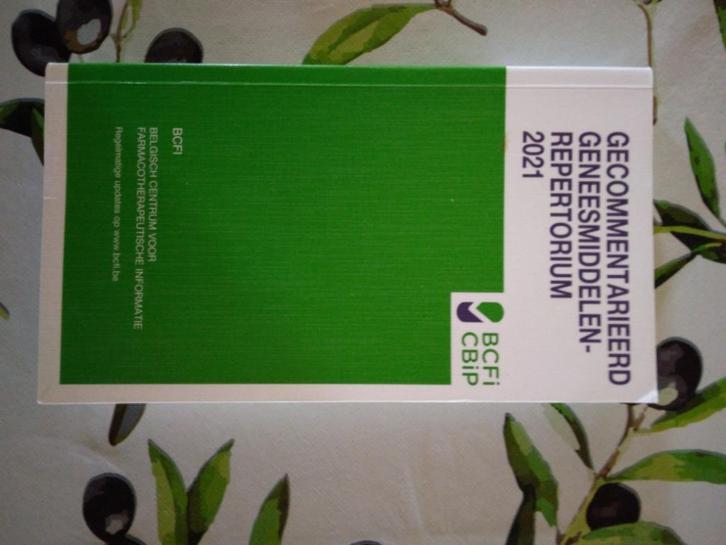 GECOMMENTARIEERD
GENEESMIDDELEN-
REPERTORIUM
2021
BCFi
CBiP
BCFI
BELGISCH CENTRUM VOOR
FARMACOTHERAPEUTISCHE INFORMATIE
Regelmatige updates op www.bcfi.be